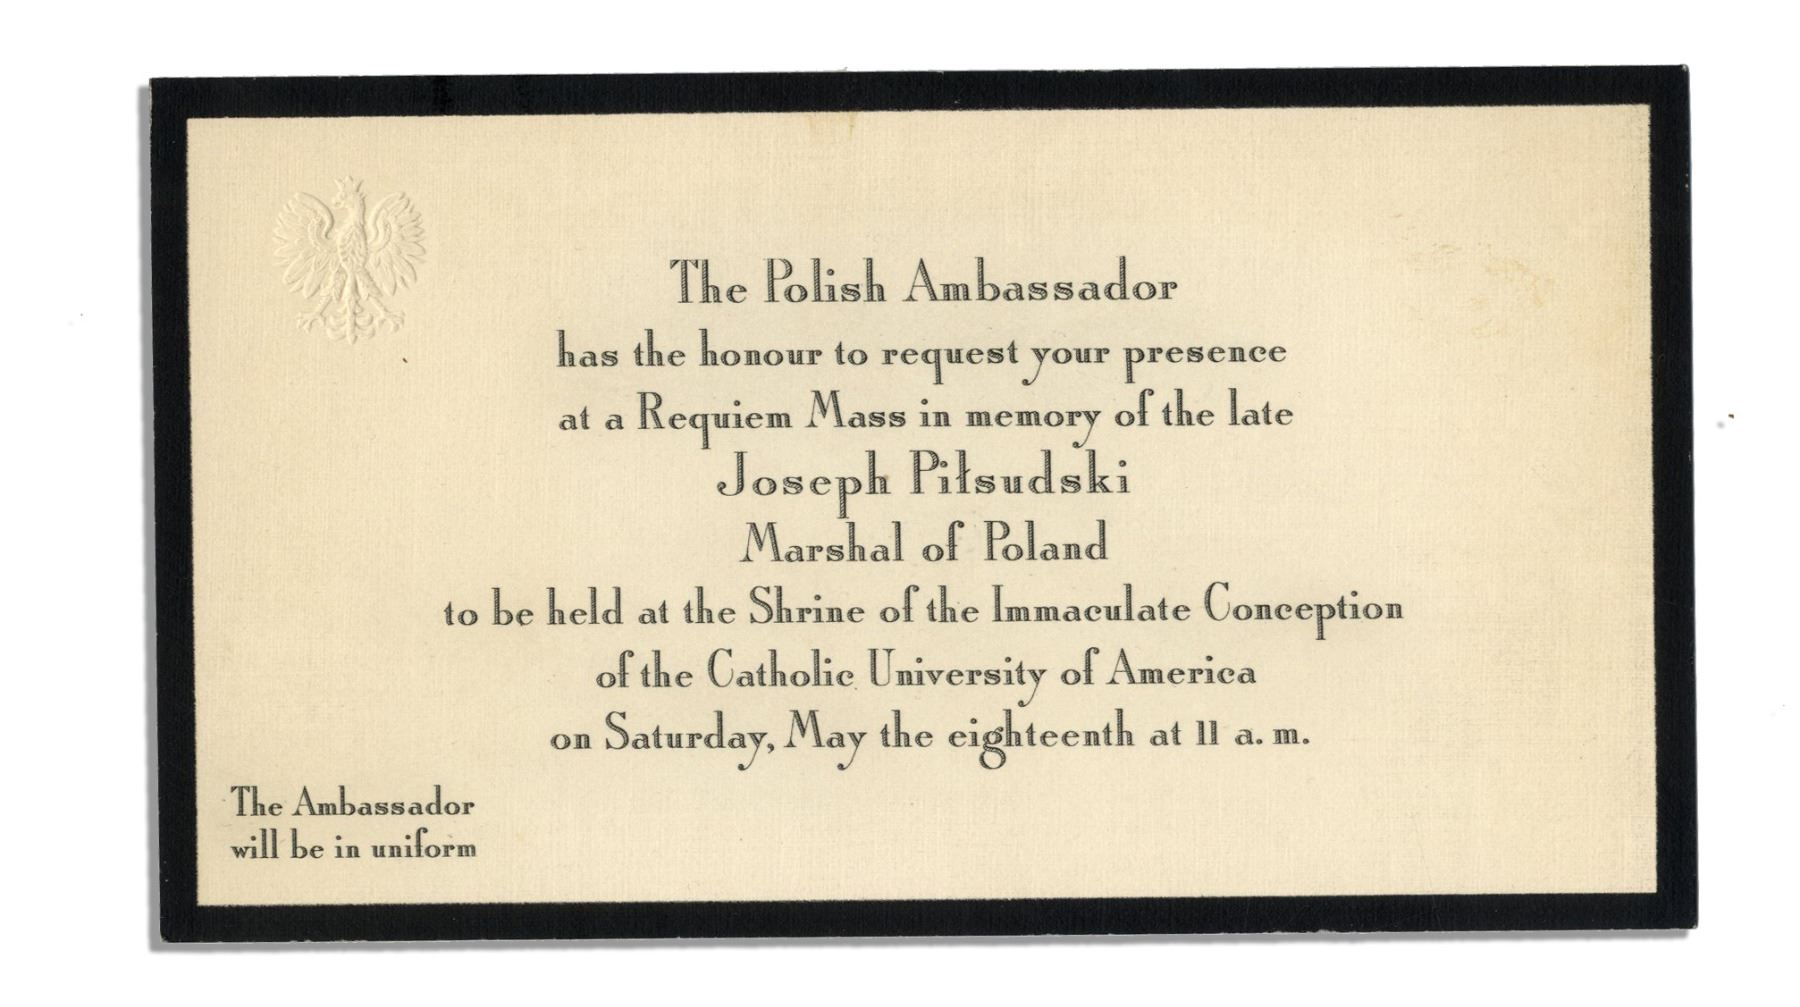 The Polish Ambassador
has the honour to request your presence
at a Requiem Mass in memory of the late
Joseph Piłsudski
Marshal of Poland
to be held at the Shrine of the Immaculate Conception
of the Catholic University of America
on Saturday, May the eighteenth at 11 a. m.
The Ambassador
will be in uniform